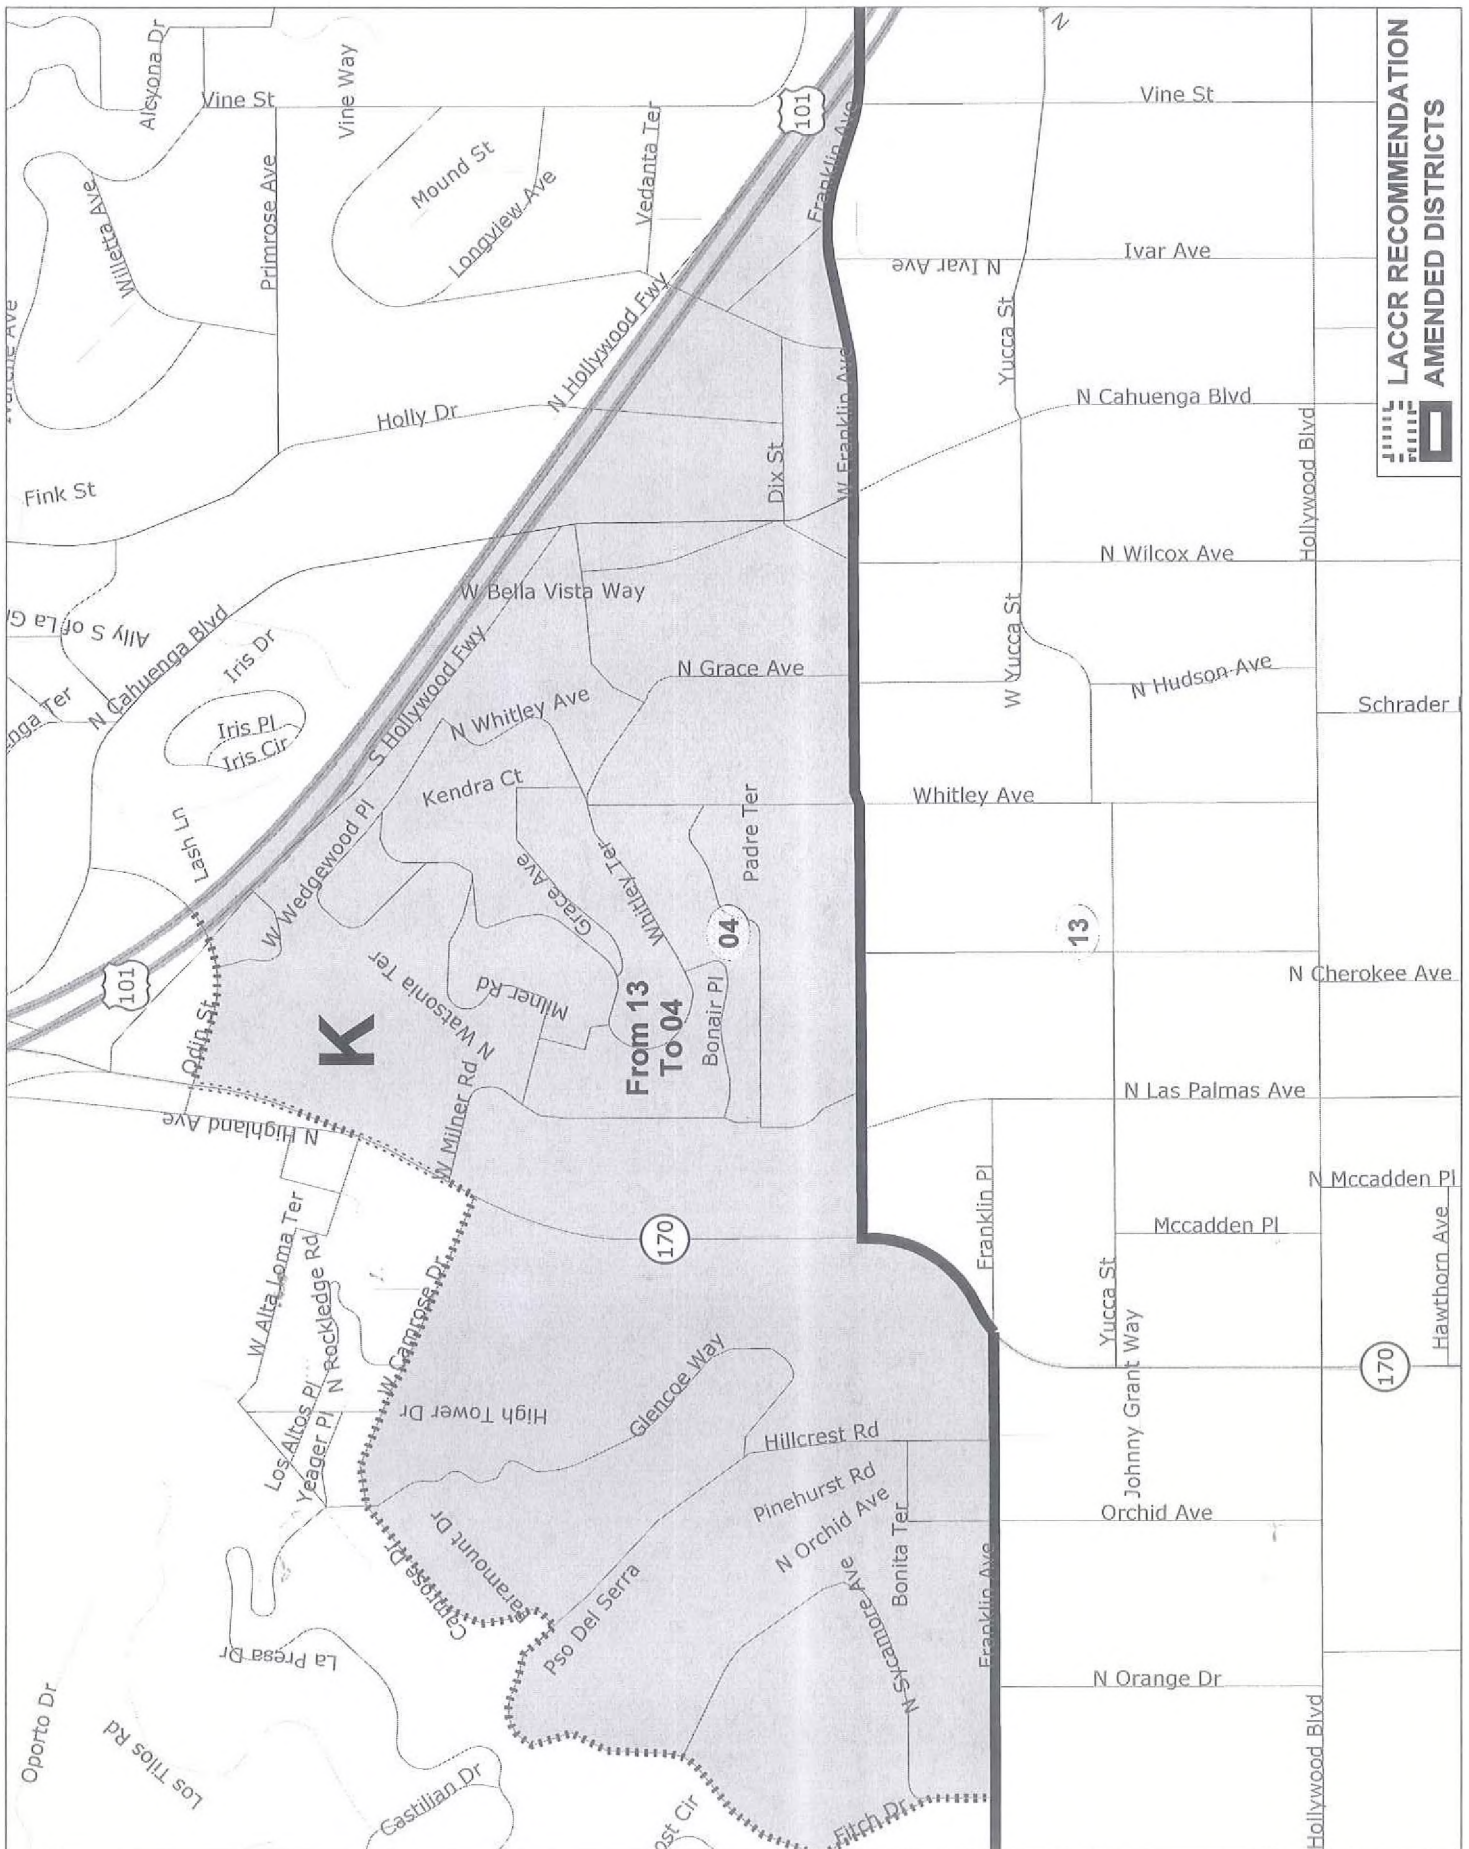 Alcyona Dr
Vine St
Vine Way
Willetta Ave
Primrose Ave
Mound St
Longview Ave
Vedanta Ter
101
Franklin Ave
Vine St
N
LACCR RECOMMENDATION
AMENDED DISTRICTS
N Ivar Ave
Ivar Ave
Yucca St
N Hollywood Fwy
Holly Dr
Dix St
W Franklin Ave
N Cahuenga Blvd
Hollywood Blvd
Fink St
N Wilcox Ave
W Bella Vista Way
Ally S of La
N Cahuenga Blvd
Iris Dr
Iris Pl
Iris Cir
S Hollywood Fwy
N Grace Ave
W Yucca St
N Hudson Ave
Schrader
N Whitley Ave
Kendra Ct
Whitley Ave
Padre Ter
Lash Ln
W Wedgewood Pl
Grace Ave
Whitley Ter
04
13
N Cherokee Ave
101
Odin St
K
N Watsonia Ter
Milner Rd
From 13
To 04
Bonair Pl
N Las Palmas Ave
N Highland Ave
W Milner Rd
Franklin Pl
N Mccadden Pl
Mccadden Pl
Hawthorn Ave
170
W Alta Loma Ter
N Rockledge Rd
W Camrose Dr
Yucca St
Johnny Grant Way
170
Los Altos Pl
Yeager Pl
High Tower Dr
Glencoe Way
Hillcrest Rd
Pinehurst Rd
N Orchid Ave
Bonita Ter
Orchid Ave
Camrose Dr
Paramount Dr
Pso Del Serra
N Sycamore Ave
Franklin Ave
La Presa Dr
N Orange Dr
Oporto Dr
Los Tilos Rd
Castilian Dr
Fitch Dr
Hollywood Blvd